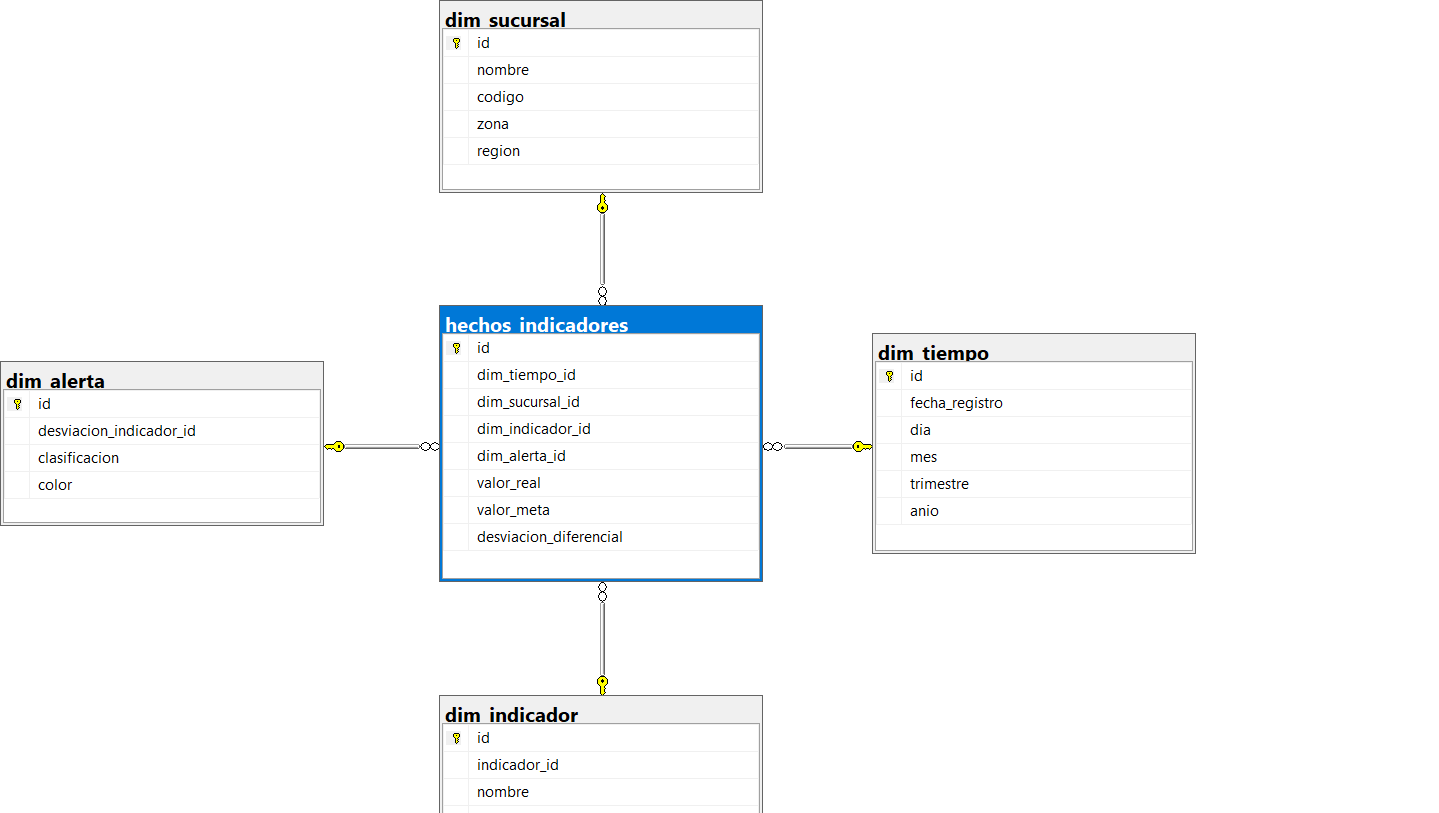 dim_sucursal
id
nombre
codigo
zona
region
hechos_indicadores
id
dim_tiempo_id
dim_sucursal_id
dim_indicador_id
dim_alerta_id
valor_real
valor_meta
desviacion_diferencial
dim_alerta
id
desviacion_indicador_id
clasificacion
color
dim_tiempo
id
fecha_registro
dia
mes
trimestre
anio
dim_indicador
id
indicador_id
nombre